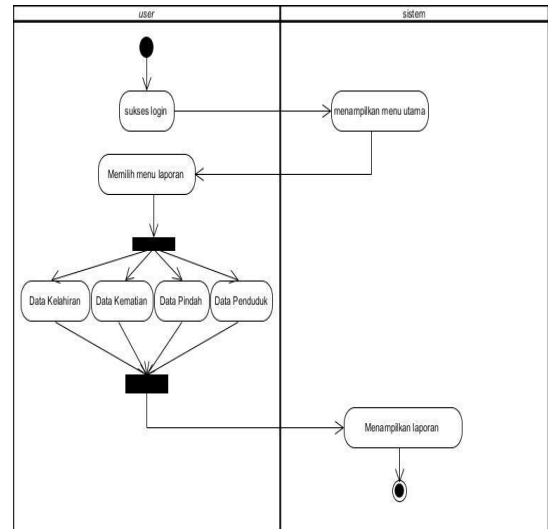 user
sistem
sukses login
menampilkan menu utama
Memilih menu laporan
Data Kelahiran
Data Kematian
Data Pindah
Data Penduduk
Menampilkan laporan